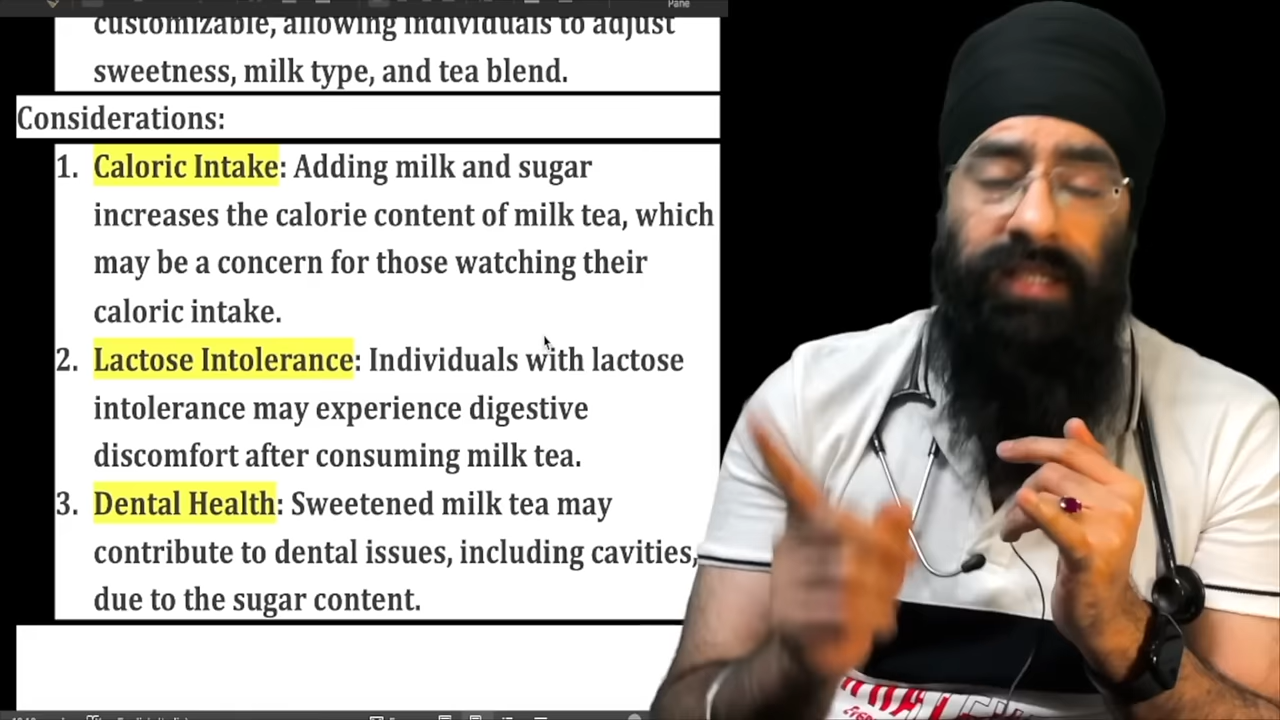 Pane
customizable, allowing individuals to adjust
sweetness, milk type, and tea blend.
Considerations:
1. Caloric Intake: Adding milk and sugar
increases the calorie content of milk tea, which
may be a concern for those watching their
caloric intake.
2. Lactose Intolerance: Individuals with lactose
intolerance may experience digestive
discomfort after consuming milk tea.
3. Dental Health: Sweetened milk tea may
contribute to dental issues, including cavities,
due to the sugar content.